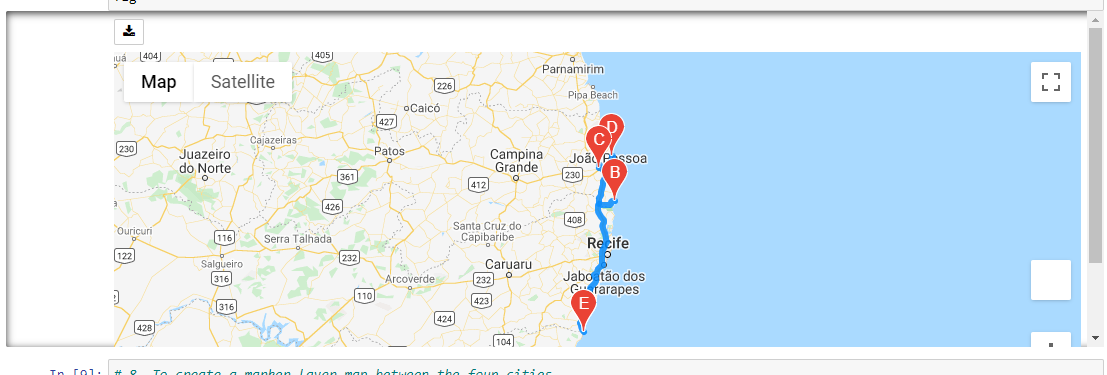 Map
Satellite
404
405
Parnamirim
226
Pipa Beach
Caicó
427
D
C
230
Cajazeiras
Juazeiro
do Norte
Patos
Campina
Grande
João Pessoa
230
B
361
412
426
408
Santa Cruz do
Capibaribe
Ouricuri
116
Serra Talhada
Recife
122
232
Salgueiro
Caruaru
316
Arcoverde
232
Jaboatão dos
Guararapes
110
423
E
316
428
424
104
In [9]:
# 8. To create a marker layer map between the four cities